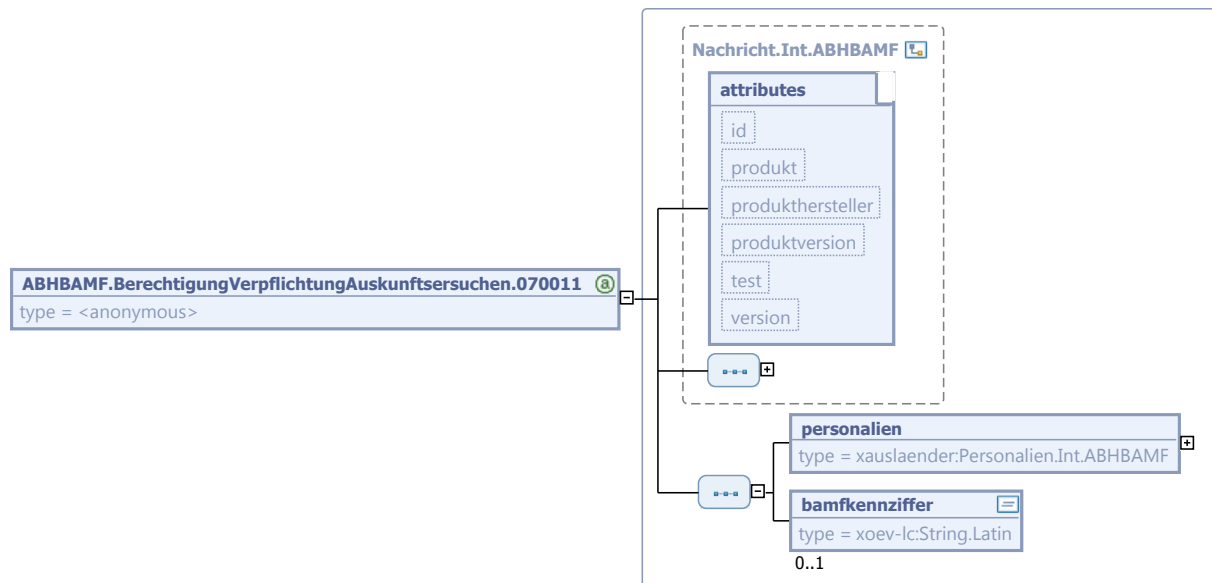 Nachricht.Int.ABHBAMF
attributes
id
produkt
produkthersteller
produktversion
test
version
ABHBAMF.BerechtigungVerpflichtungAuskunftsersuchen.070011 a
type = <anonymous>
personalien
type = xauslaender:Personalien.Int.ABHBAMF
bamfkennziffer
type = xoev-lc:String.Latin
0..1